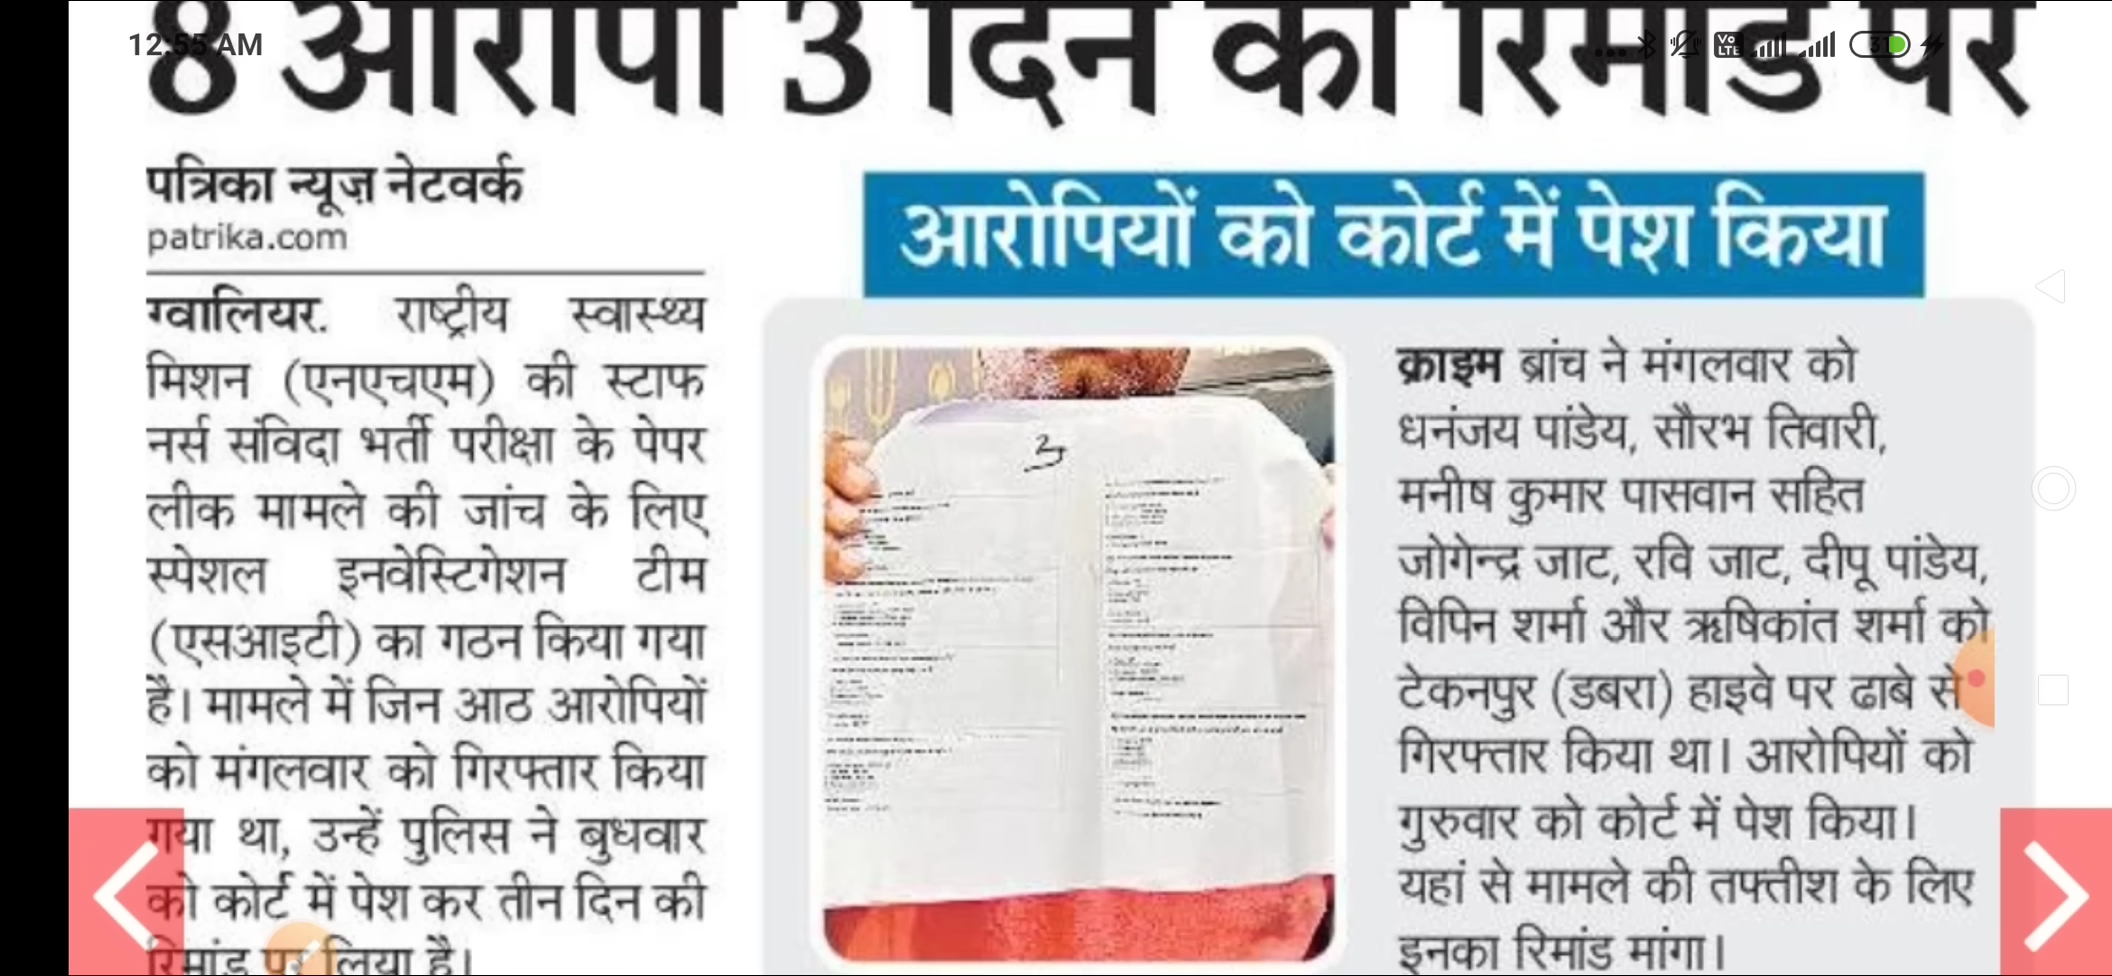 8 आरोपी 3 दिन की रिमांड पर
12:55 AM
Vo LTE
31
पत्रिका न्यूज़ नेटवर्क
patrika.com
आरोपियों को कोर्ट में पेश किया
ग्वालियर. राष्ट्रीय स्वास्थ्य
मिशन (एनएचएम) की स्टाफ
नर्स संविदा भर्ती परीक्षा के पेपर
लीक मामले की जांच के लिए
स्पेशल इनवेस्टिगेशन टीम
(एसआइटी) का गठन किया गया
है। मामले में जिन आठ आरोपियों
को मंगलवार को गिरफ्तार किया
गया था, उन्हें पुलिस ने बुधवार
को कोर्ट में पेश कर तीन दिन की
रिमांड पर लिया है।
क्राइम ब्रांच ने मंगलवार को
धनंजय पांडेय, सौरभ तिवारी,
मनीष कुमार पासवान सहित
जोगेन्द्र जाट, रवि जाट, दीपू पांडेय,
विपिन शर्मा और ऋषिकांत शर्मा को
टेकनपुर (डबरा) हाइवे पर ढाबे से
गिरफ्तार किया था। आरोपियों को
गुरुवार को कोर्ट में पेश किया।
यहां से मामले की तफ्तीश के लिए
इनका रिमांड मांगा।